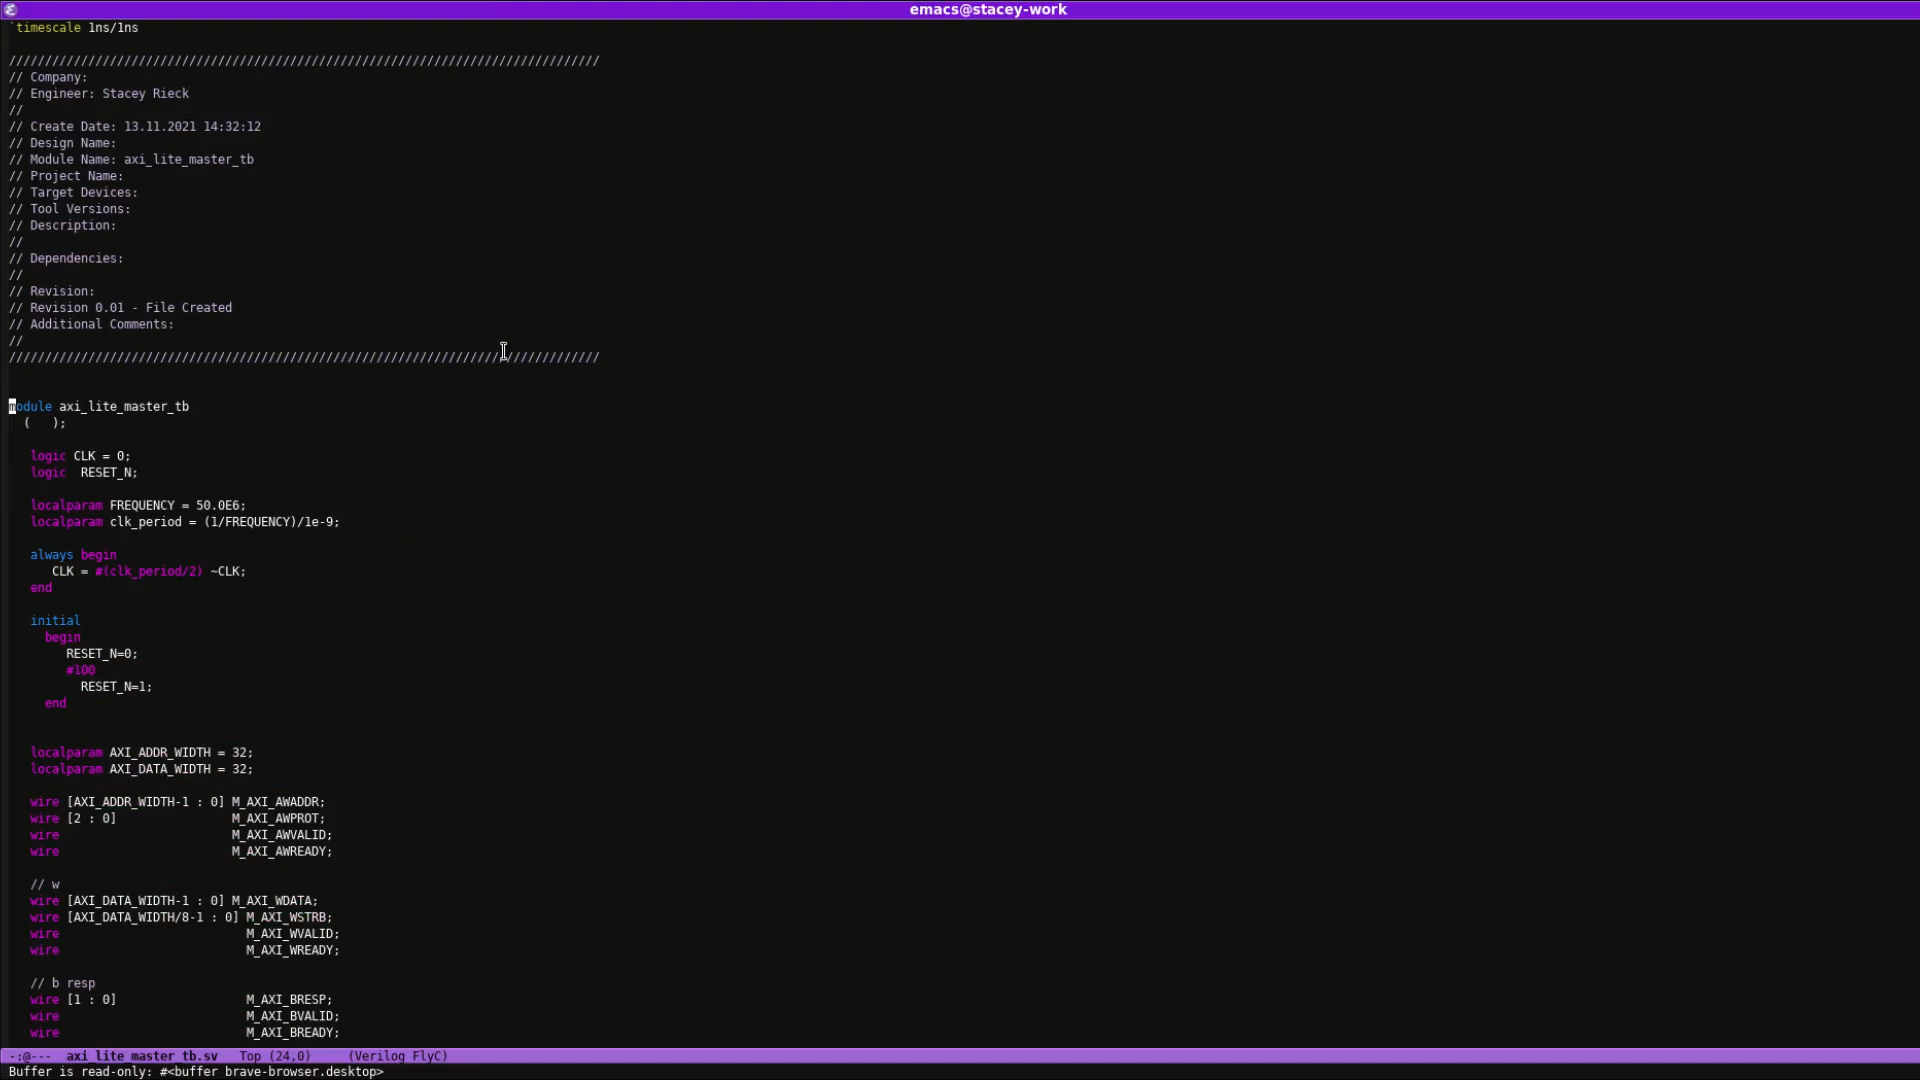 emacs@stacey-work
`timescale 1ns/1ns
//////////////////////////////////////////////////////////////////////////////////
// Company:
// Engineer: Stacey Rieck
//
// Create Date: 13.11.2021 14:32:12
// Design Name:
// Module Name: axi_lite_master_tb
// Project Name:
// Target Devices:
// Tool Versions:
// Description:
//
// Dependencies:
//
// Revision:
// Revision 0.01 - File Created
// Additional Comments:
//
//////////////////////////////////////////////////////////////////////////////////
module axi_lite_master_tb
  (   );
   logic CLK = 0;
   logic  RESET_N;
   localparam FREQUENCY = 50.0E6;
   localparam clk_period = (1/FREQUENCY)/1e-9;
   always begin
      CLK = #(clk_period/2) ~CLK;
   end
   initial
     begin
        RESET_N=0;
        #100
          RESET_N=1;
     end
   localparam AXI_ADDR_WIDTH = 32;
   localparam AXI_DATA_WIDTH = 32;
   wire [AXI_ADDR_WIDTH-1 : 0] M_AXI_AWADDR;
   wire [2 : 0]                M_AXI_AWPROT;
   wire                        M_AXI_AWVALID;
   wire                        M_AXI_AWREADY;
   // w
   wire [AXI_DATA_WIDTH-1 : 0] M_AXI_WDATA;
   wire [AXI_DATA_WIDTH/8-1 : 0] M_AXI_WSTRB;
   wire                          M_AXI_WVALID;
   wire                          M_AXI_WREADY;
   // b resp
   wire [1 : 0]                  M_AXI_BRESP;
   wire                          M_AXI_BVALID;
   wire                          M_AXI_BREADY;
-:@---  axi_lite_master_tb.sv   Top (24,0)     (Verilog FlyC)
Buffer is read-only: #<buffer brave-browser.desktop>